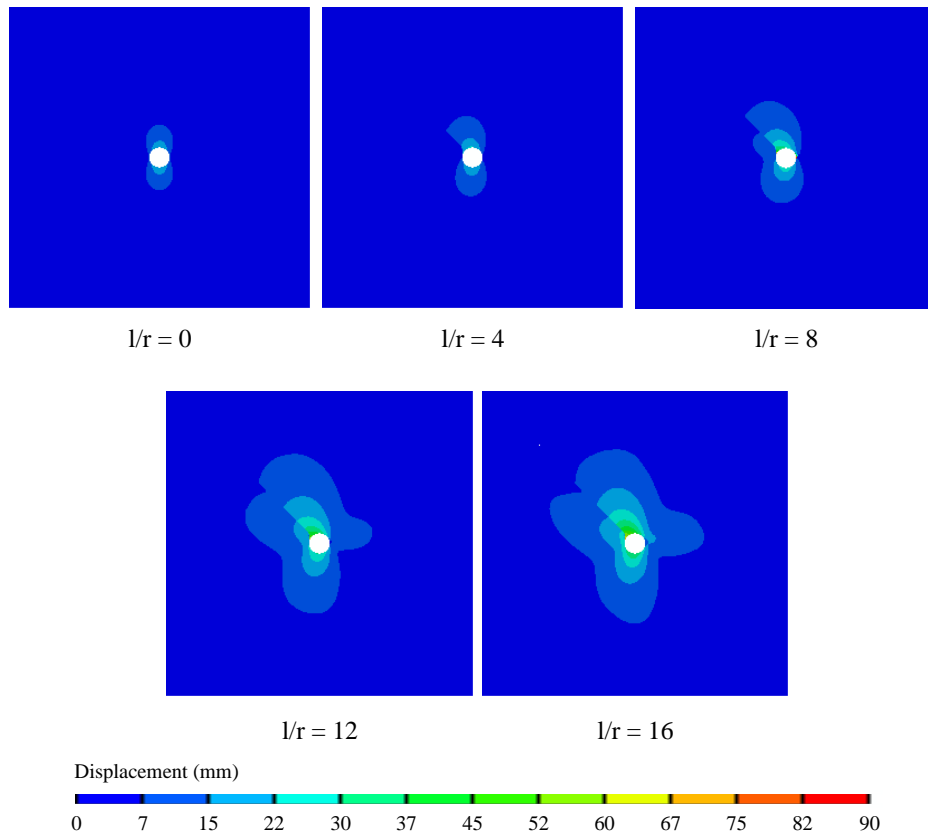 l/r = 0 l/r = 4 l/r = 8
l/r = 12 l/r = 16
Displacement (mm)
0 7 15 22 30 37 45 52 60 67 75 82 90